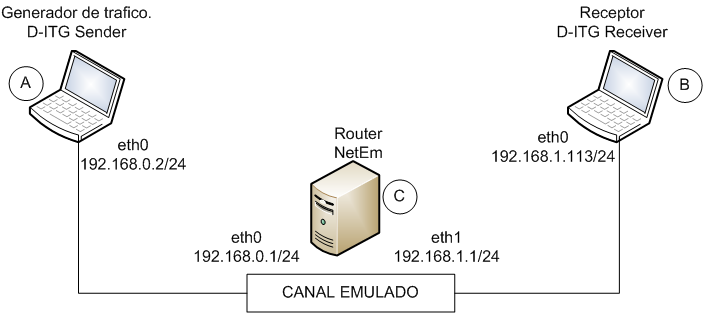 Generador de trafico.
D-ITG Sender
A
eth0
192.168.0.2/24
Receptor
D-ITG Receiver
B
eth0
192.168.1.113/24
Router
NetEm
C
eth0
192.168.0.1/24
eth1
192.168.1.1/24
CANAL EMULADO